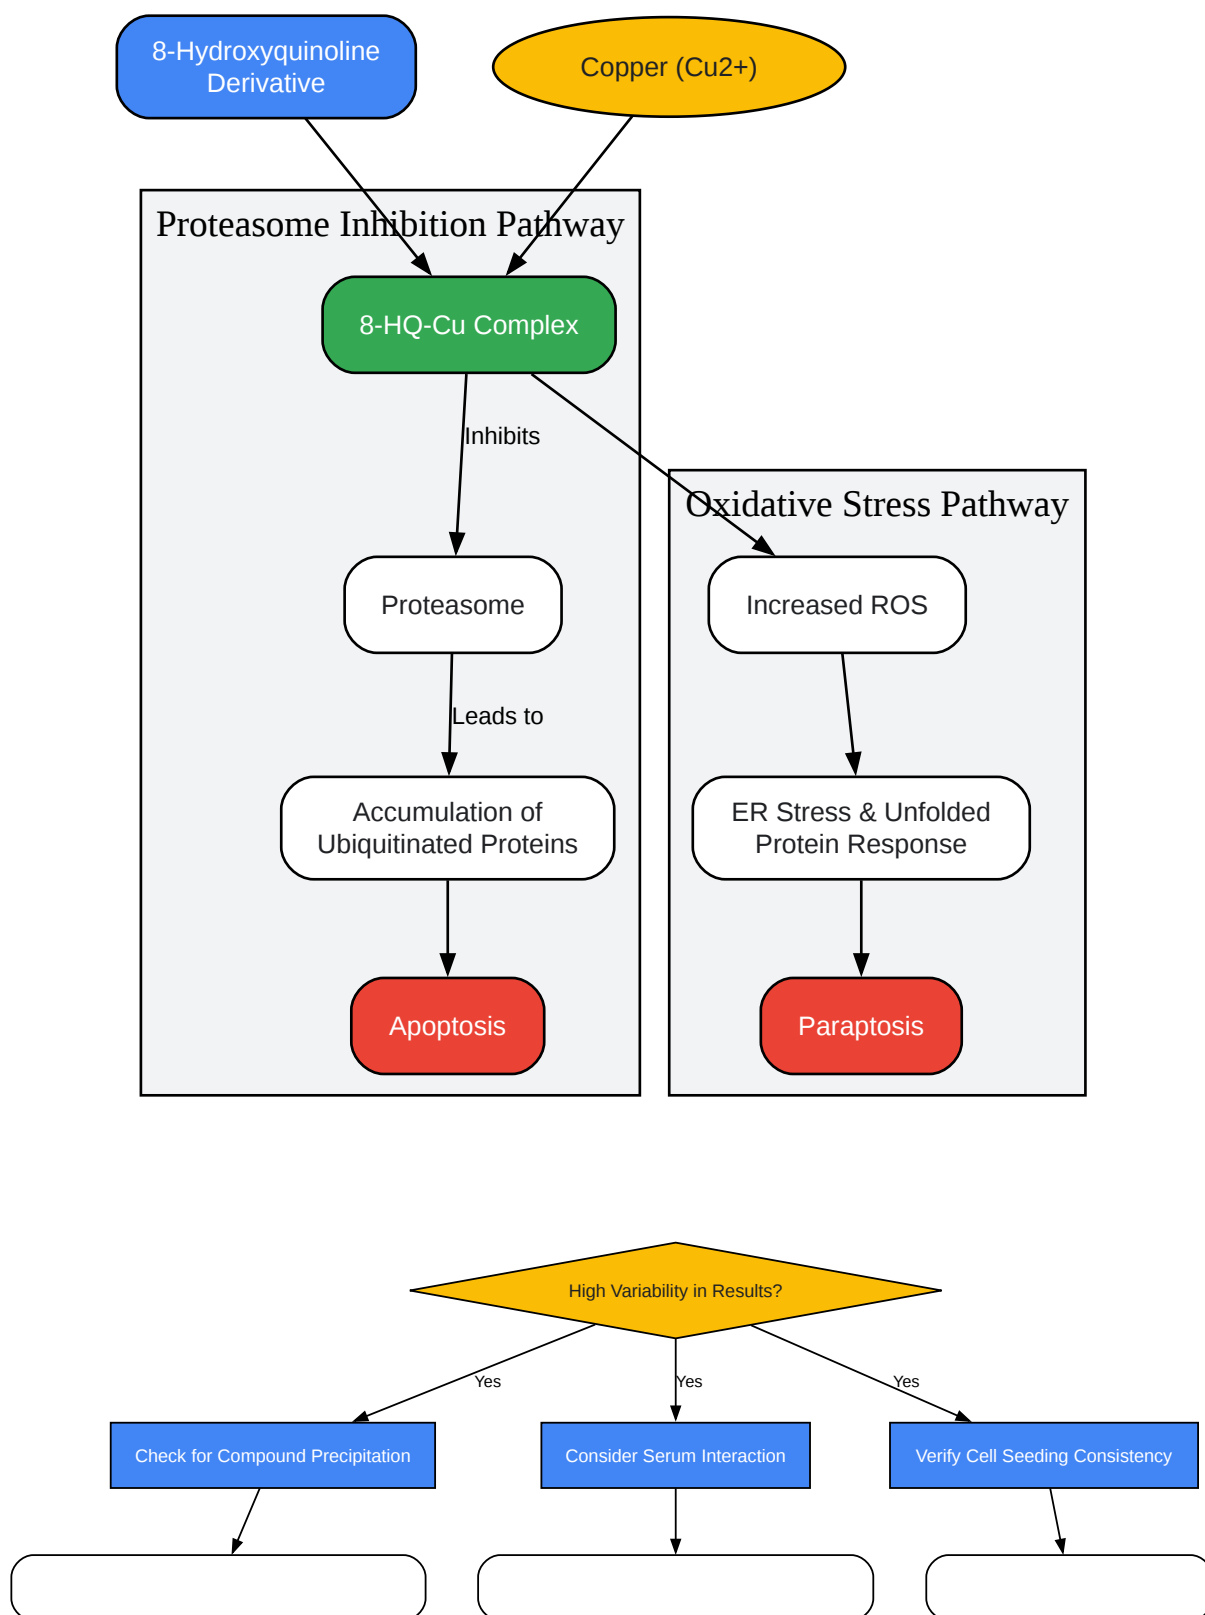 8-Hydroxyquinoline
Derivative
Copper (Cu2+)
Proteasome Inhibition Pathway
8-HQ-Cu Complex
Inhibits
Oxidative Stress Pathway
Proteasome
Increased ROS
Leads to
Accumulation of
Ubiquitinated Proteins
ER Stress & Unfolded
Protein Response
Apoptosis
Paraptosis
High Variability in Results?
Yes
Yes
Yes
Check for Compound Precipitation
Consider Serum Interaction
Verify Cell Seeding Consistency